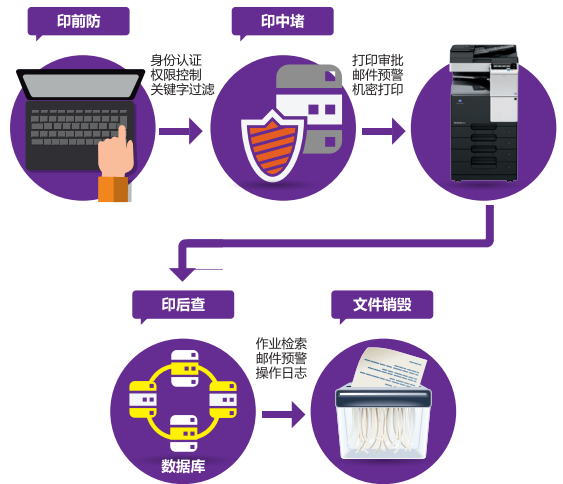 印前防
印中堵
身份认证
权限控制
关键字过滤
打印审批
邮件预警
机密打印
印后查
文件销毁
作业检索
邮件预警
操作日志
数据库